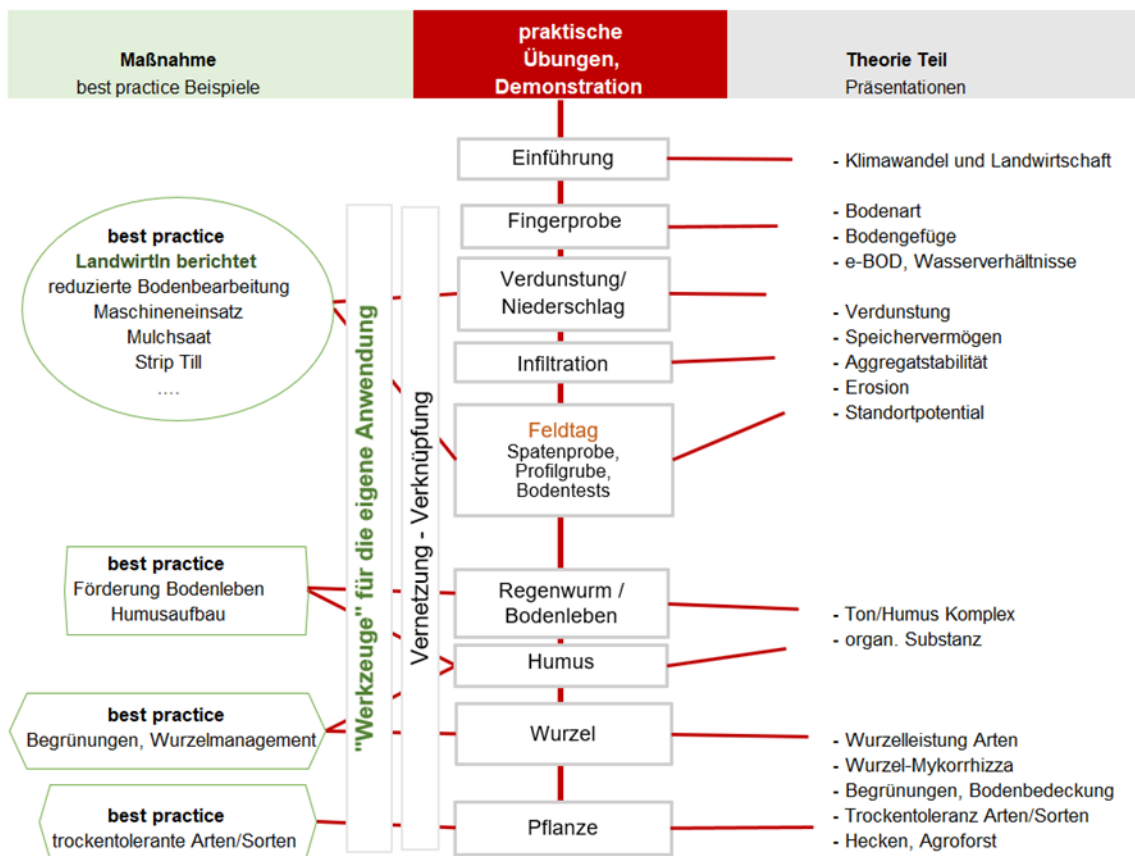 Maßnahme
best practice Beispiele
praktische
Übungen,
Demonstration
Theorie Teil
Präsentationen
best practice
LandwirtIn berichtet
reduzierte Bodenbearbeitung
Maschineneinsatz
Mulchsaat
Strip Till
....
best practice
Förderung Bodenleben
Humusaufbau
best practice
Begrünungen, Wurzelmanagement
best practice
trockentolerante Arten/Sorten
"Werkzeuge" für die eigene Anwendung
Vernetzung - Verknüpfung
Einführung
Fingerprobe
Verdunstung/
Niederschlag
Infiltration
Feldtag
Spatenprobe,
Profilgrube,
Bodentests
Regenwurm /
Bodenleben
Humus
Wurzel
Pflanze
- Klimawandel und Landwirtschaft
- Bodenart
- Bodengefüge
- e-BOD, Wasserverhältnisse
- Verdunstung
- Speichervermögen
- Aggregatstabilität
- Erosion
- Standortpotential
- Ton/Humus Komplex
- organ. Substanz
- Wurzelleistung Arten
- Wurzel-Mykorrhizza
- Begrünungen, Bodenbedeckung
- Trockentoleranz Arten/Sorten
- Hecken, Agroforst